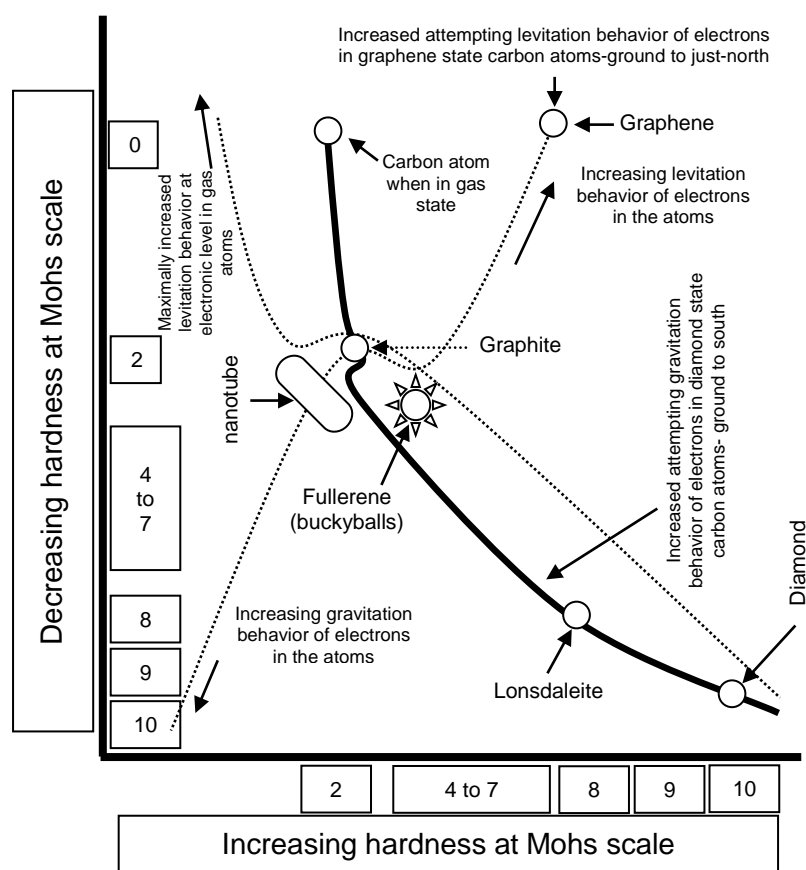 Increased attempting levitation behavior of electrons
in graphene state carbon atoms-ground to just-north
Graphene
0
Carbon atom
when in gas
state
Increasing levitation
behavior of electrons
in the atoms
Maximally increased
levitation behavior at
electronic level in gas
atoms
Decreasing hardness at Mohs scale
2
Graphite
nanotube
Increased attempting gravitation
behavior of electrons in diamond state
carbon atoms- ground to south
4
to
7
Fullerene
(buckyballs)
Diamond
8
Increasing gravitation
behavior of electrons
in the atoms
9
Lonsdaleite
10
2
4 to 7
8
9
10
Increasing hardness at Mohs scale